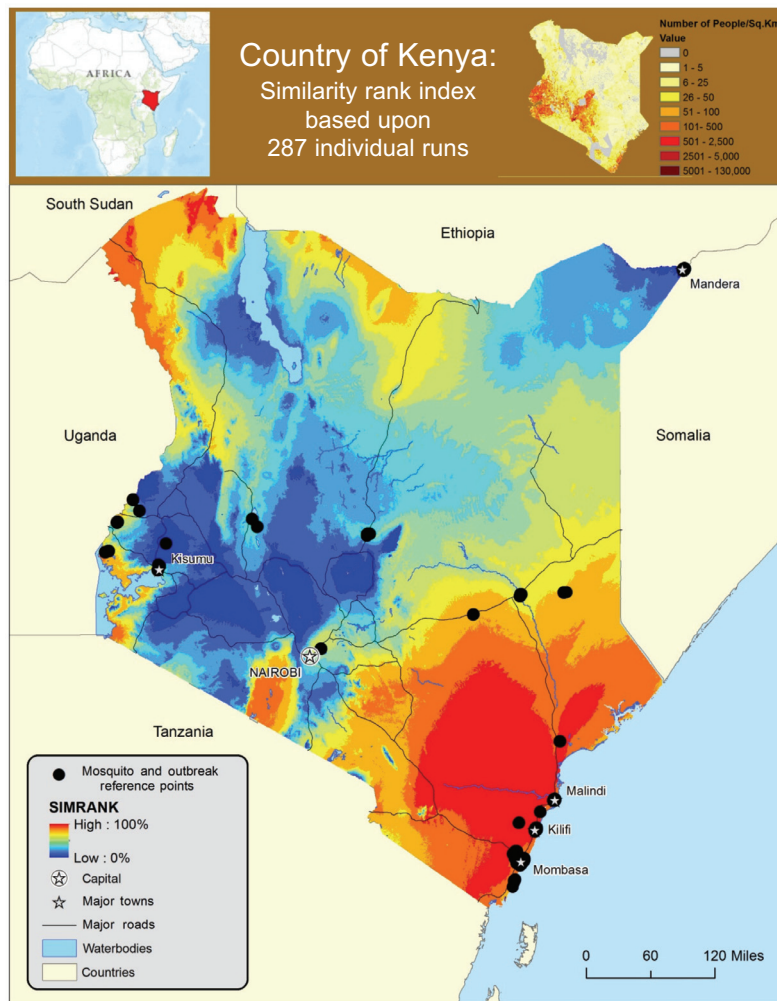 AFRICA
Country of Kenya:
Similarity rank index
based upon
287 individual runs
Number of People/Sq.Km
Value
0
1 - 5
6 - 25
26 - 50
51 - 100
101- 500
501 - 2,500
2501 - 5,000
5001 - 130,000
South Sudan
Ethiopia
Mandera
Uganda
Somalia
Kisumu
NAIROBI
Tanzania
Malindi
Kilifi
Mombasa
Mosquito and outbreak
reference points
SIMRANK
High : 100%
Low : 0%
Capital
Major towns
Major roads
Waterbodies
Countries
0 60 120 Miles